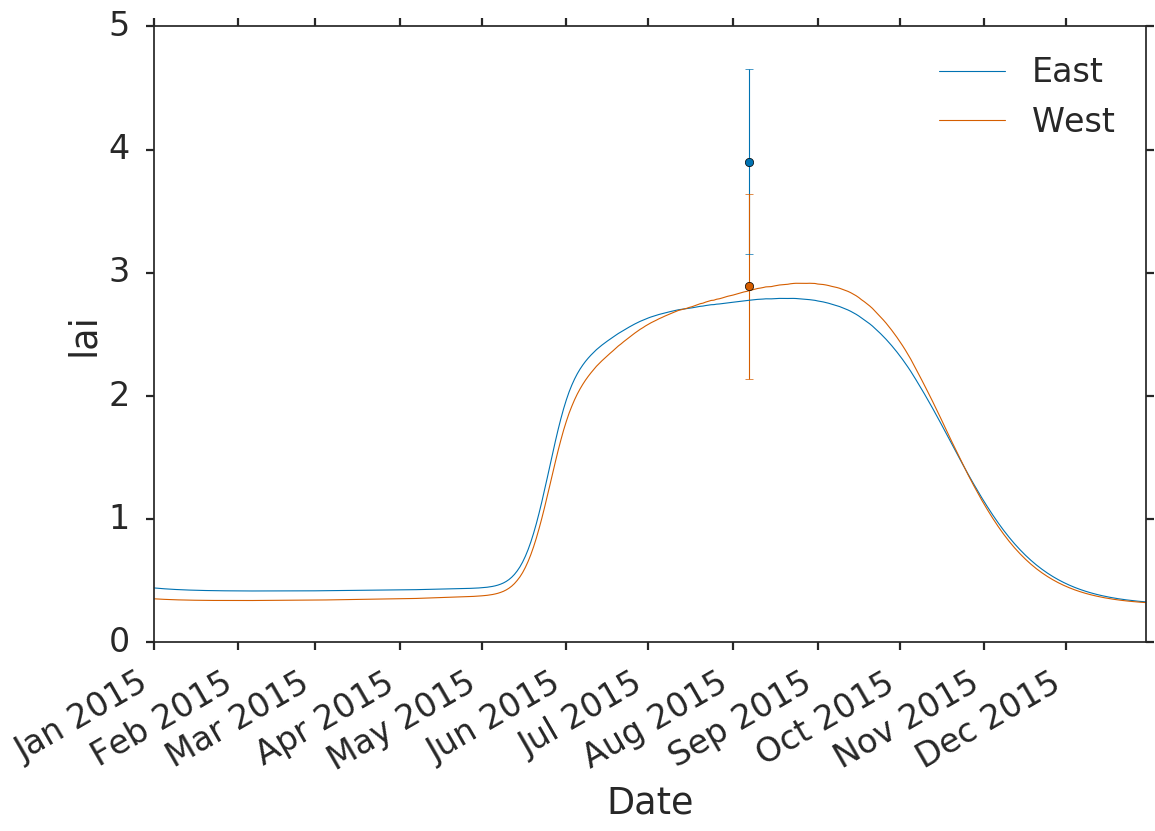 5
4
3
2
1
0
lai
East
West
Jan 2015
Feb 2015
Mar 2015
Apr 2015
May 2015
Jun 2015
Jul 2015
Aug 2015
Sep 2015
Oct 2015
Nov 2015
Dec 2015
Date